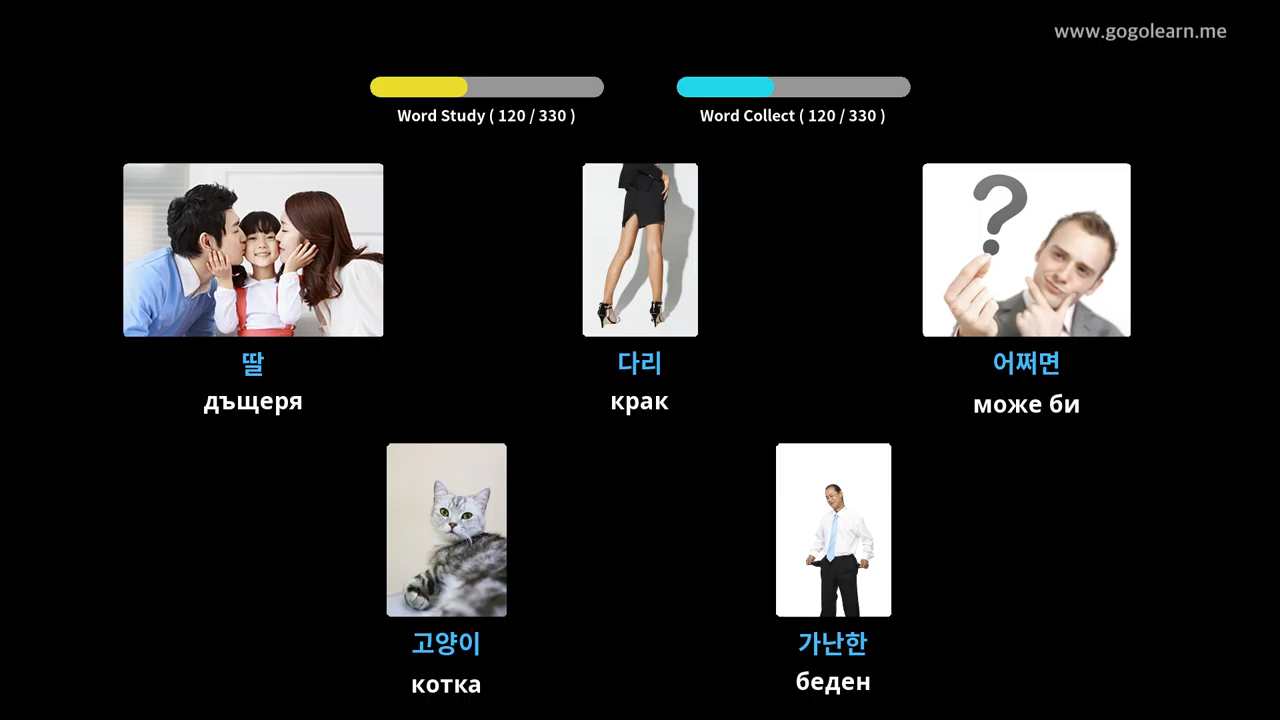 www.gogolearn.me
Word Study ( 120 / 330 )
Word Collect ( 120 / 330 )
딸
дъщеря
다리
крак
어쩌면
може би
고양이
котка
가난한
беден